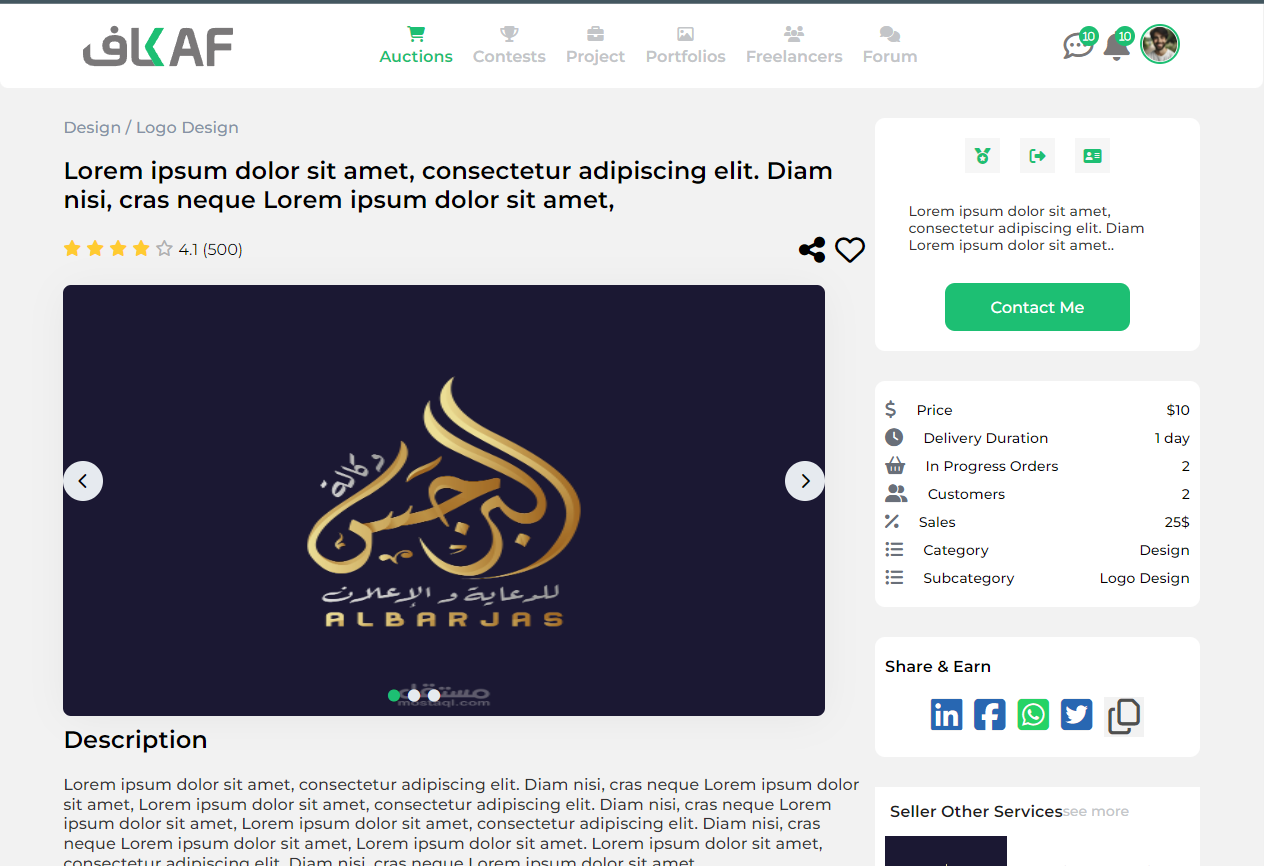 كافKAF
Auctions
Contests
Project
Portfolios
Freelancers
Forum
10
10
Design / Logo Design
Lorem ipsum dolor sit amet, consectetur adipiscing elit. Diam
nisi, cras neque Lorem ipsum dolor sit amet,
4.1 (500)
وكالة
البرجس
للدعاية و الإعلان
ALBARJAS
مستقل
mostaql.com
Description
Lorem ipsum dolor sit amet, consectetur adipiscing elit. Diam nisi, cras neque Lorem ipsum dolor
sit amet, Lorem ipsum dolor sit amet, consectetur adipiscing elit. Diam nisi, cras neque Lorem
ipsum dolor sit amet, Lorem ipsum dolor sit amet, consectetur adipiscing elit. Diam nisi, cras
neque Lorem ipsum dolor sit amet, Lorem ipsum dolor sit amet. Lorem ipsum dolor sit amet,
consectetur adipiscing elit. Diam nisi, cras neque Lorem ipsum dolor sit amet
Lorem ipsum dolor sit amet,
consectetur adipiscing elit. Diam
Lorem ipsum dolor sit amet..
Contact Me
Price $10
Delivery Duration 1 day
In Progress Orders 2
Customers 2
Sales 25$
Category Design
Subcategory Logo Design
Share & Earn
Seller Other Services see more